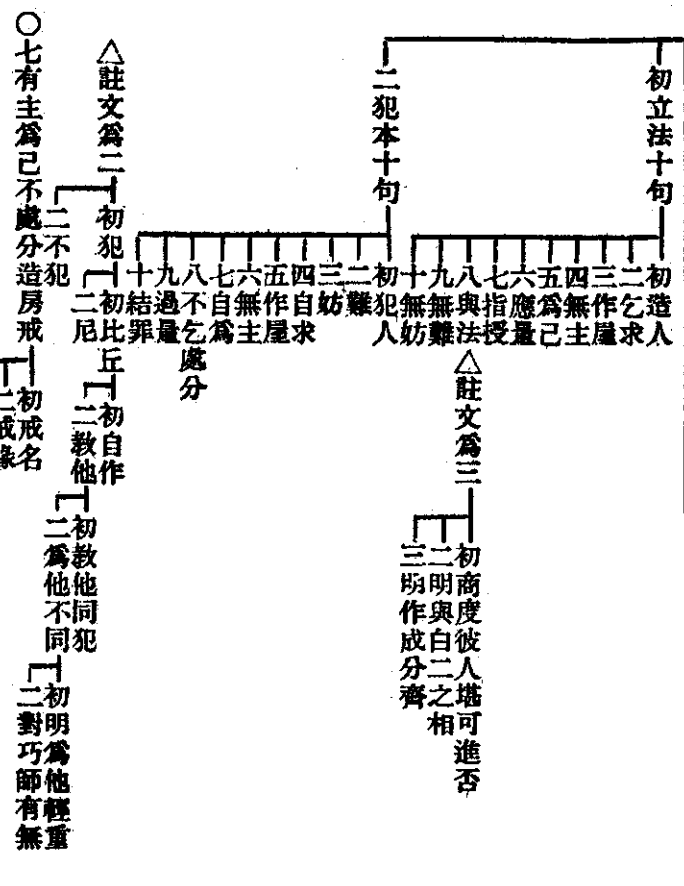 初立法十句
初造人
二乞求
三作屋
四無主
五為己
六應量
七指授
八與法
△註文為三
初商度彼人堪可進否
二明與白二之相
三明作成分齊
九無難
十無妨
二犯本十句
初犯人
二難
三妨
四自求
五作屋
六無主
七自為
八不乞處分
九過量
十結罪
△註文為二
初犯
初比丘
初自作
二教他
初教他同犯
二為他不同
初明為他輕重
二對巧師有無
二尼
二不犯
〇七有主為己不處分造房戒
初戒名
二戒緣